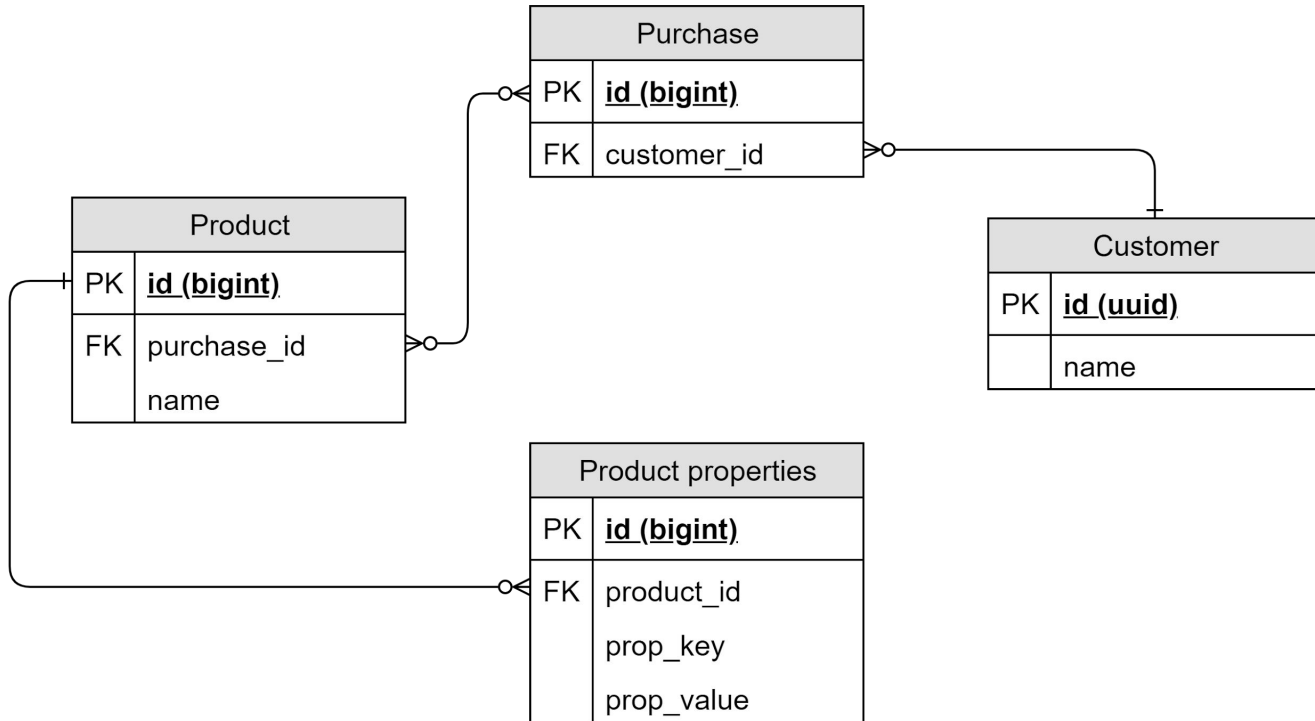 Purchase
PK id (bigint)
FK customer_id
Product
PK id (bigint)
FK purchase_id
name
Customer
PK id (uuid)
name
Product properties
PK id (bigint)
FK product_id
prop_key
prop_value